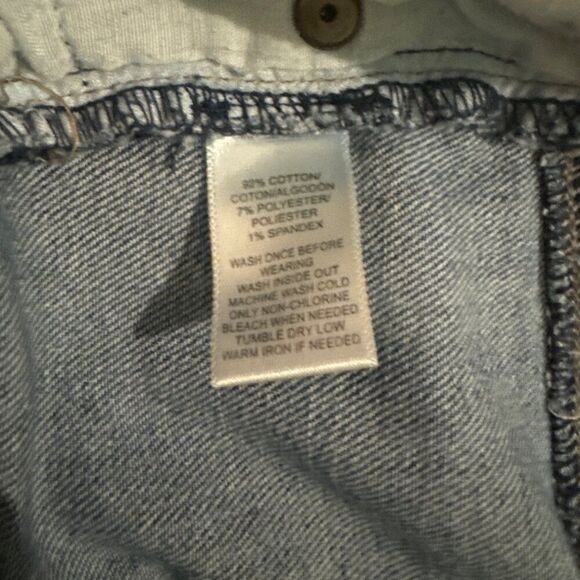 92% COTTON/
COTON/ALGODÓN
7% POLYESTER/
POLIESTER
1% SPANDEX
WASH ONCE BEFORE
WEARING
WASH INSIDE OUT
MACHINE WASH COLD
ONLY NON-CHLORINE
BLEACH WHEN NEEDED
TUMBLE DRY LOW
WARM IRON IF NEEDED